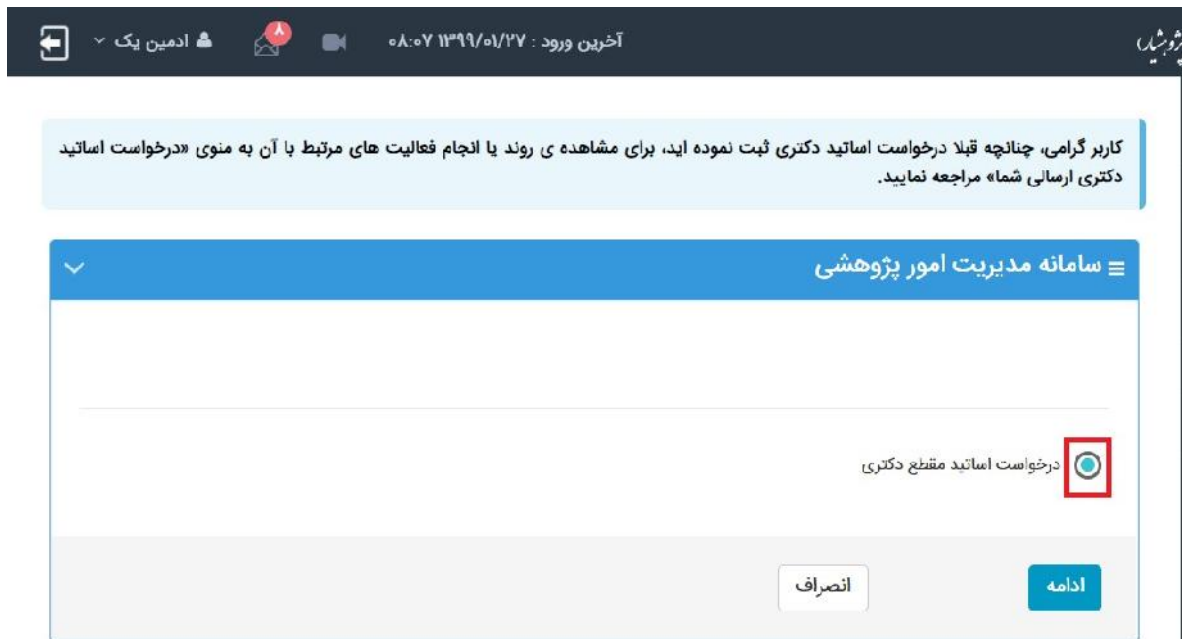 آخرین ورود : ۱۳۹۹/۰۱/۲۷ ۰۸:۰۷
۸
ادمین یک
کاربر گرامی، چنانچه قبلا درخواست اساتید دکتری ثبت نموده اید، برای مشاهده ی روند یا انجام فعالیت های مرتبط با آن به منوی «درخواست اساتید
دکتری ارسالی شما» مراجعه نمایید.
سامانه مدیریت امور پژوهشی
درخواست اساتید مقطع دکتری
ادامه
انصراف